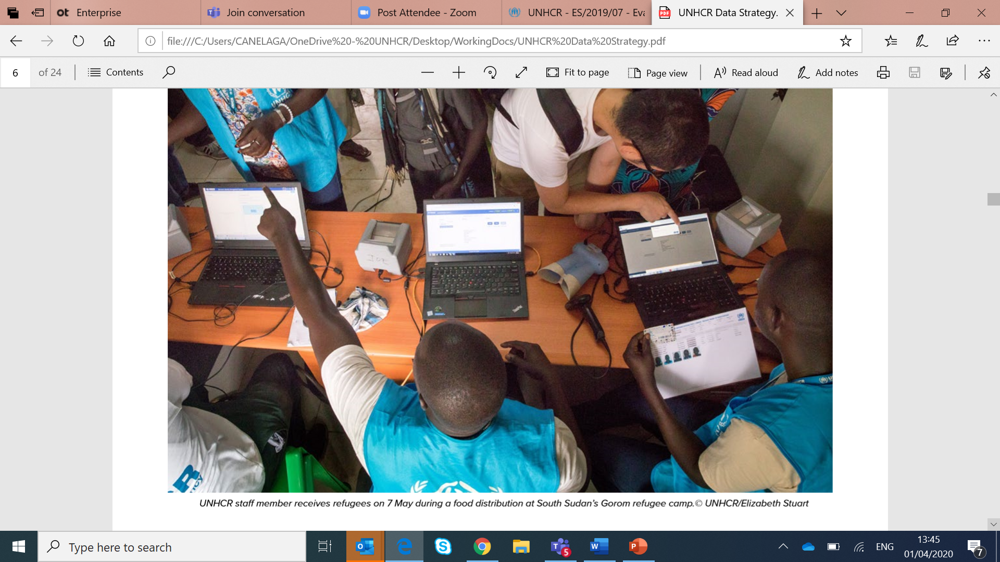 Enterprise
Join conversation
Post Attendee - Zoom
UNHCR - ES/2019/07 - Eva
UNHCR Data Strategy.
file:///C:/Users/CANELAGA/OneDrive%20-%20UNHCR/Desktop/WorkingDocs/UNHCR%20Data%20Strategy.pdf
6 of 24
Contents
Fit to page
Page view
Read aloud
Add notes
UNHCR
ThinkPad
ThinkPad
UNHCR staff member receives refugees on 7 May during a food distribution at South Sudan's Gorom refugee camp.© UNHCR/Elizabeth Stuart
Type here to search
5
ENG
13:45
01/04/2020
7